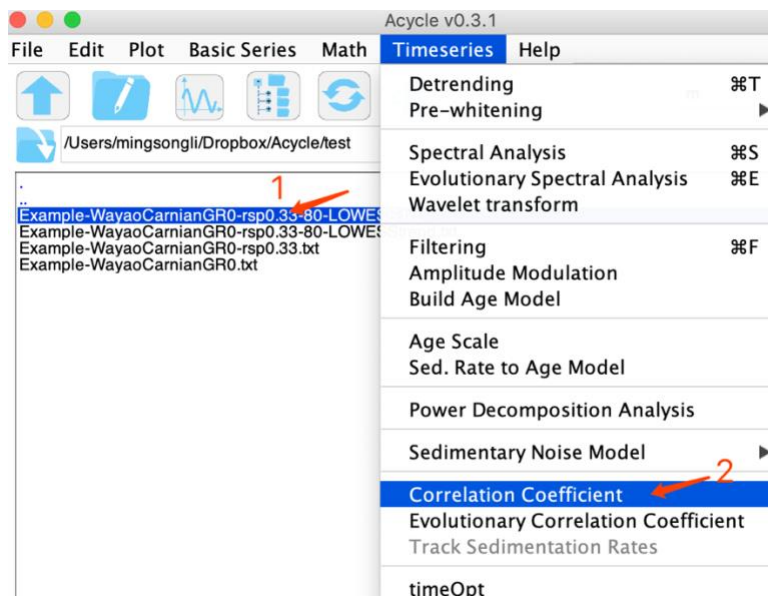 Acycle v0.3.1
File Edit Plot Basic Series Math Timeseries Help
/Users/mingsongli/Dropbox/Acycle/test
.
..
1
Example-WayaoCarnianGR0-rsp0.33-80-LOWES
Example-WayaoCarnianGR0-rsp0.33-80-LOWES
Example-WayaoCarnianGR0-rsp0.33.txt
Example-WayaoCarnianGR0.txt
Detrending ⌘T
Pre-whitening
Spectral Analysis ⌘S
Evolutionary Spectral Analysis ⌘E
Wavelet transform
Filtering ⌘F
Amplitude Modulation
Build Age Model
Age Scale
Sed. Rate to Age Model
Power Decomposition Analysis
Sedimentary Noise Model
2
Correlation Coefficient
Evolutionary Correlation Coefficient
Track Sedimentation Rates
timeOpt